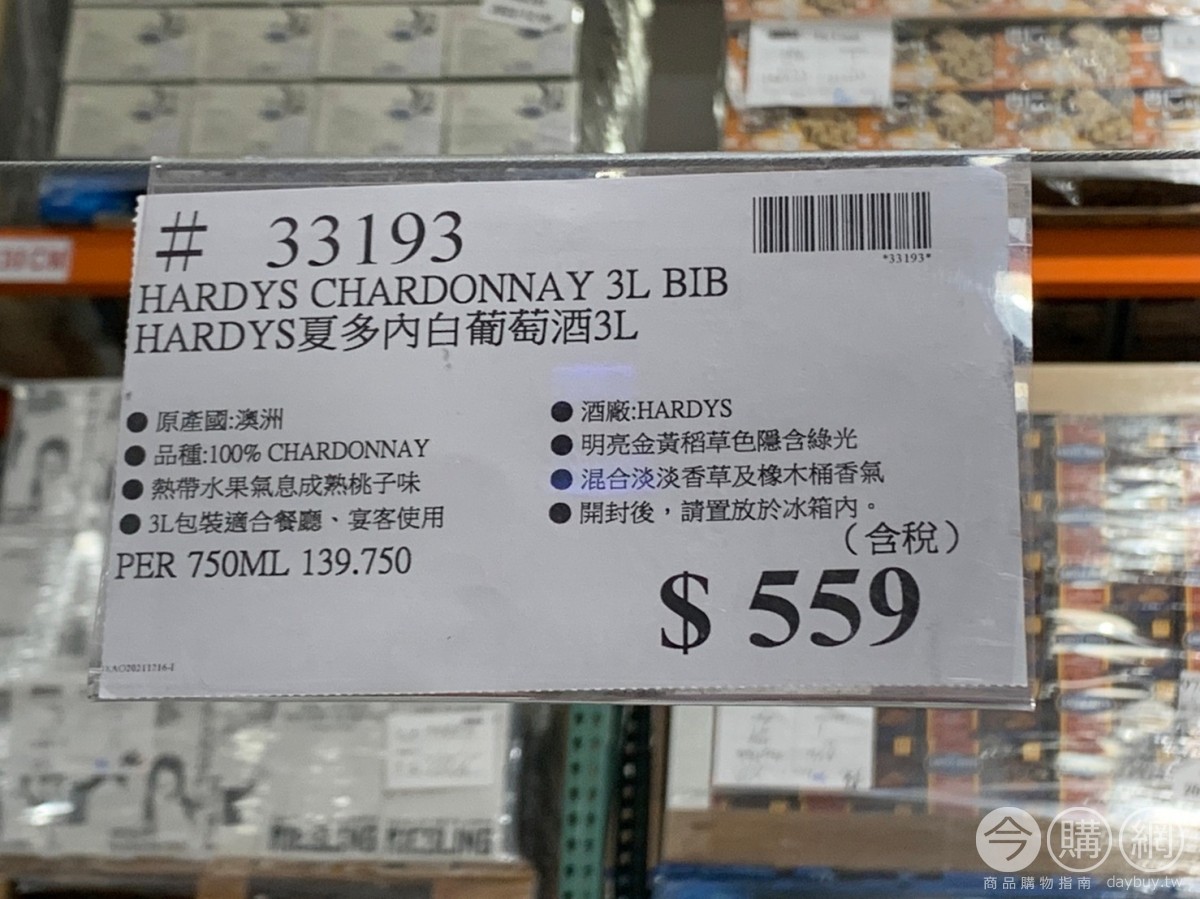 # 33193
*33193*
HARDYS CHARDONNAY 3L BIB
HARDYS夏多內白葡萄酒3L
● 原產國:澳洲
● 品種:100% CHARDONNAY
● 熱帶水果氣息成熟桃子味
● 3L包裝適合餐廳、宴客使用
● 酒廠:HARDYS
● 明亮金黃稻草色隱含綠光
● 混合淡淡香草及橡木桶香氣
● 開封後，請置放於冰箱內。
PER 750ML 139.750
（含稅）
$ 559
RIESLING RIESLING
今購網
商品購物指南 daybuy.tw